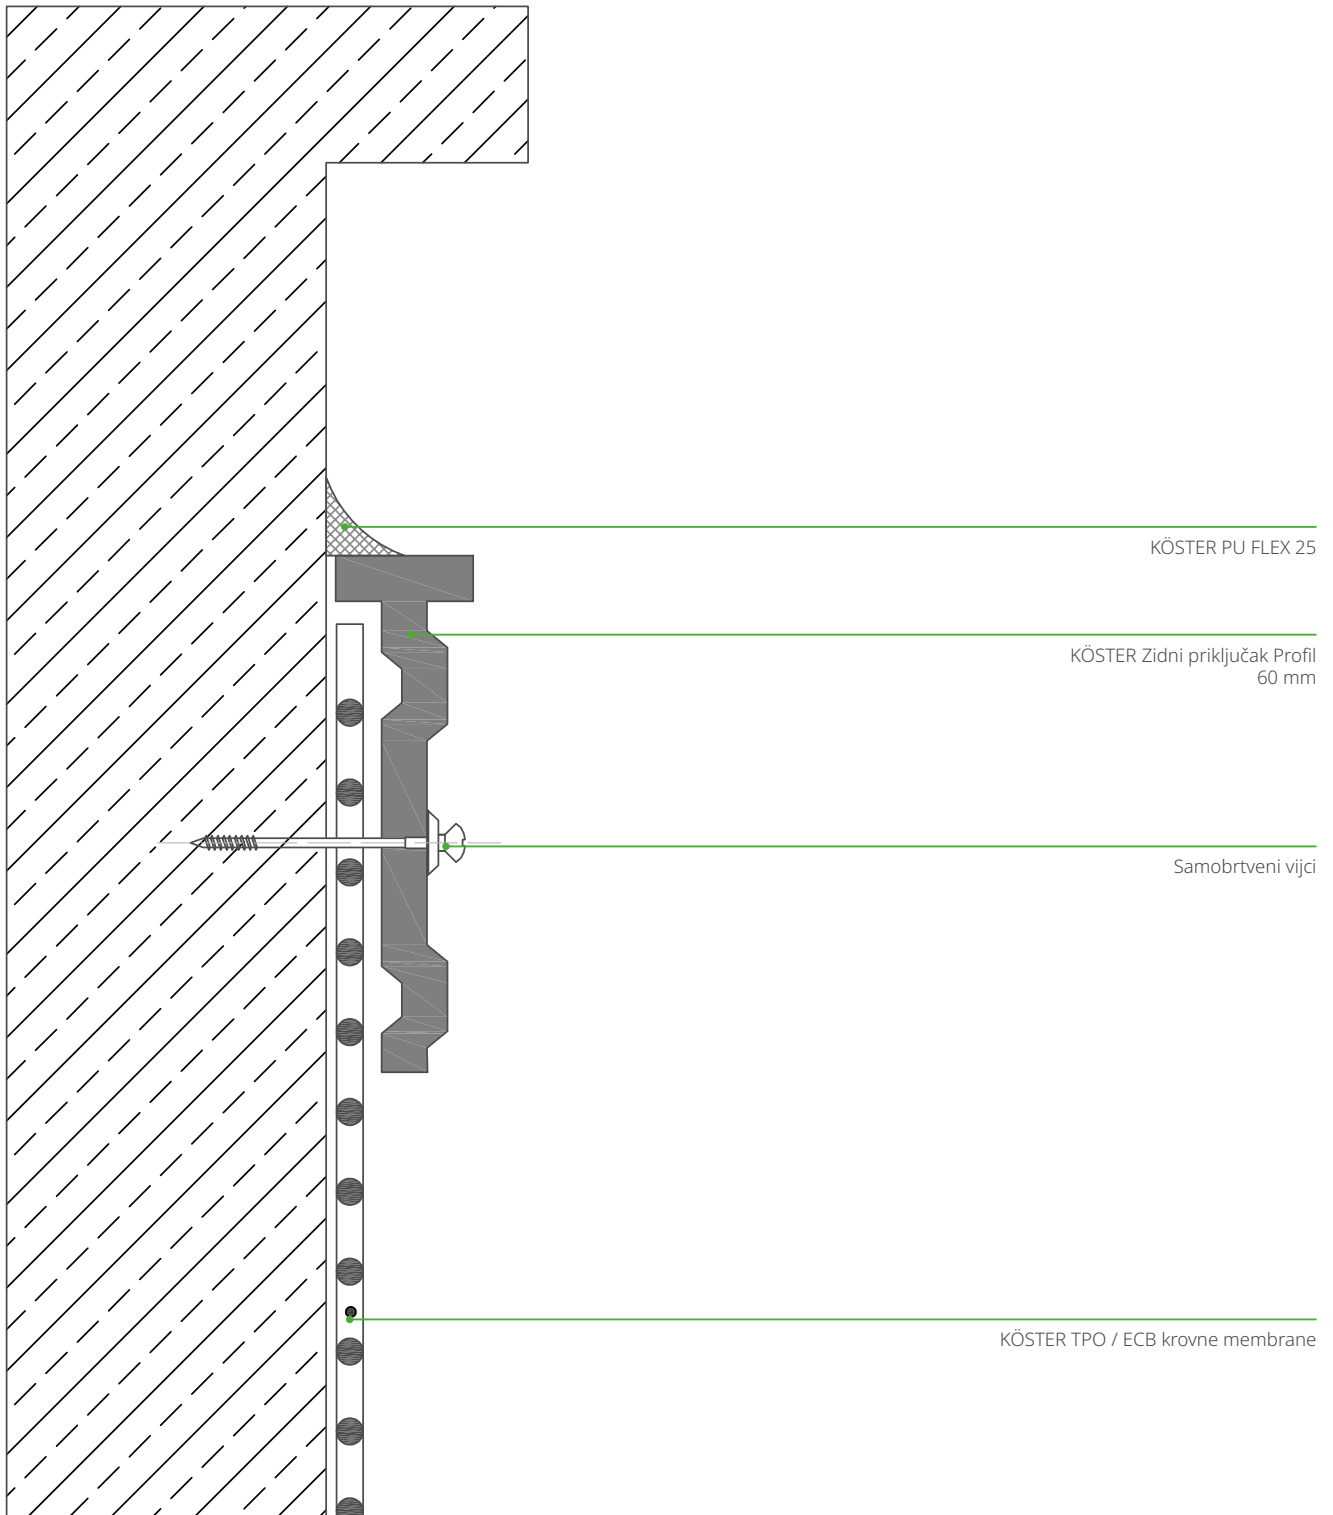 KÖSTER PU FLEX 25
KÖSTER Zidni priključak Profil
60 mm
Samobrtveni vijci
KÖSTER TPO / ECB krovne membrane